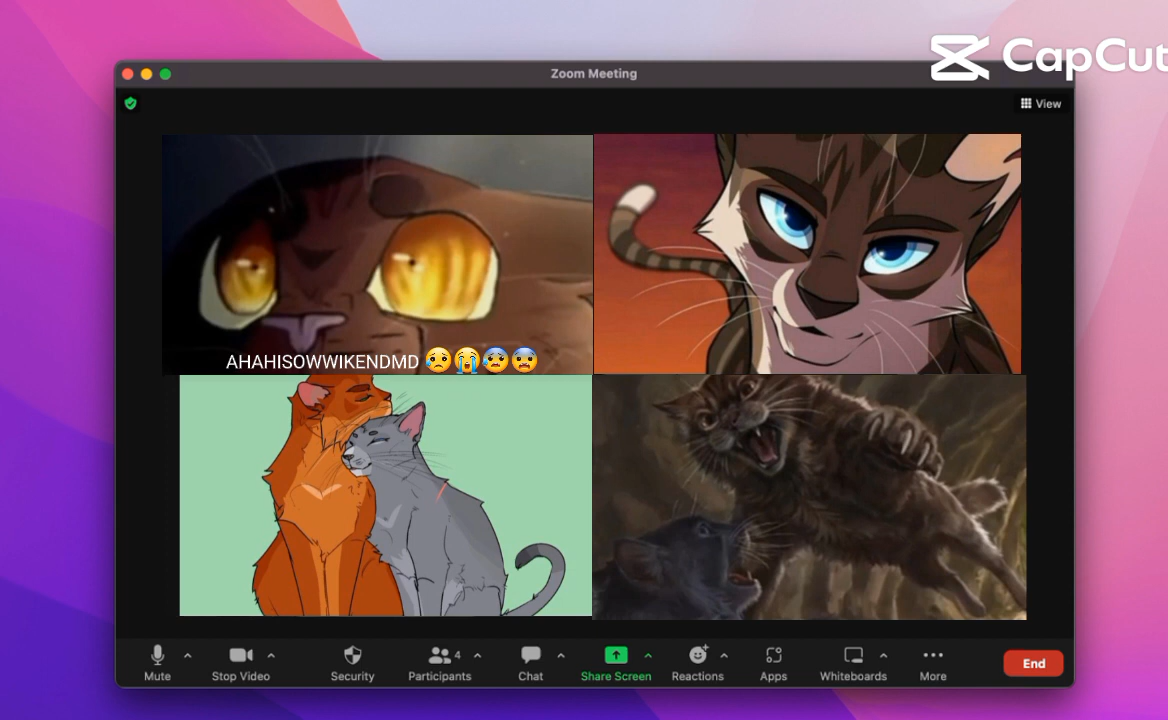 CapCut
Zoom Meeting
View
AHAHISOWWIKENDMD 😥😭😰😨
Mute
Stop Video
Security
4
Participants
Chat
Share Screen
Reactions
Apps
Whiteboards
More
End